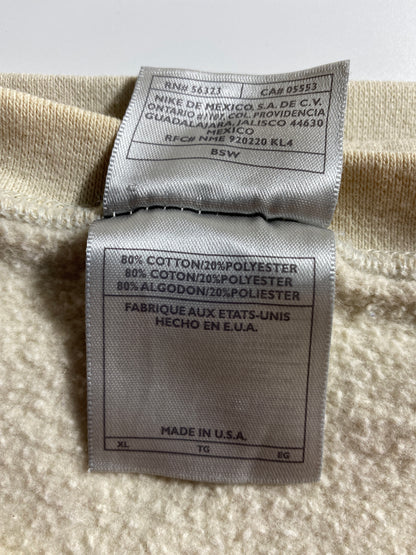 RN# 56323 CA# 05553
NIKE DE MEXICO, S.A. DE C.V.
ONTARIO #1107, COL. PROVIDENCIA
GUADALAJARA, JALISCO 44630
MEXICO
RFC# NME 920220 KL4
BSW
80% COTTON/20%POLYESTER
80% COTON/20%POLYESTER
80% ALGODON/20%POLIESTER
FABRIQUE AUX ETATS-UNIS
HECHO EN E.U.A.
MADE IN U.S.A.
XL TG EG